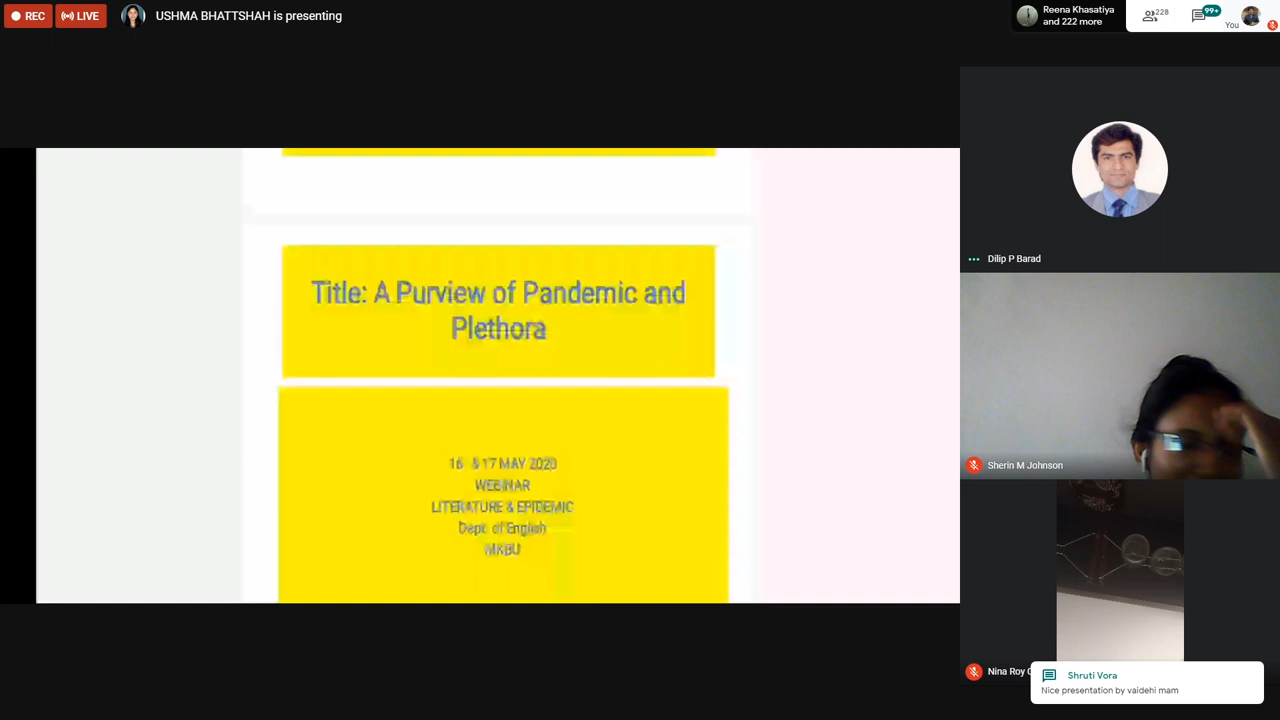 REC
LIVE
USHMA BHATTSHAH is presenting
Reena Khasatiya
and 222 more
228
99+
You
Title: A Purview of Pandemic and
Plethora
16 & 17 MAY 2020
WEBINAR
LITERATURE & EPIDEMIC
Dept. of English
MKBU
Dilip P Barad
Sherin M Johnson
Nina Roy
Shruti Vora
Nice presentation by vaidehi mam